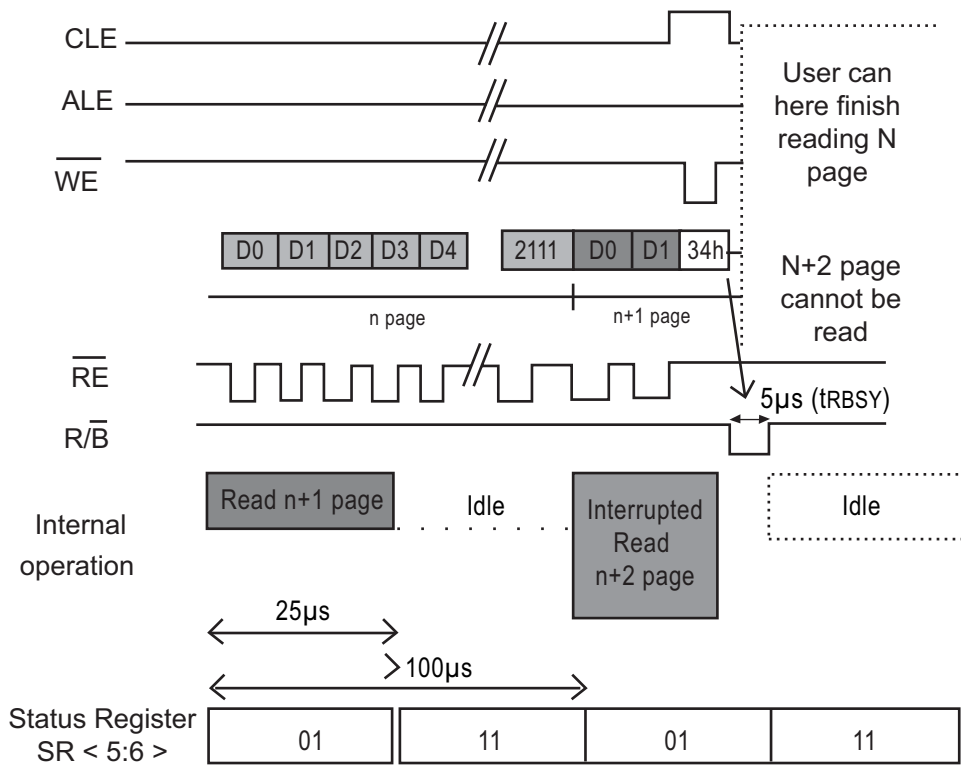 CLE
ALE
WE
User can
here finish
reading N
page
D0 D1 D2 D3 D4 2111 D0 D1 34h
n page
n+1 page
N+2 page
cannot be
read
RE
R/B
5µs (tRBSY)
Internal
operation
Read n+1 page
Idle
Interrupted
Read
n+2 page
Idle
25µs
>100µs
Status Register
SR < 5:6 >
01 11 01 11